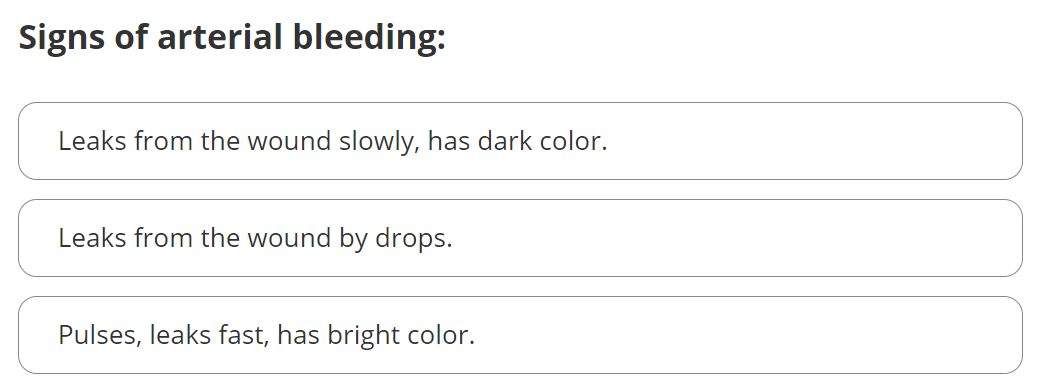 Signs of arterial bleeding:
Leaks from the wound slowly, has dark color.
Leaks from the wound by drops.
Pulses, leaks fast, has bright color.